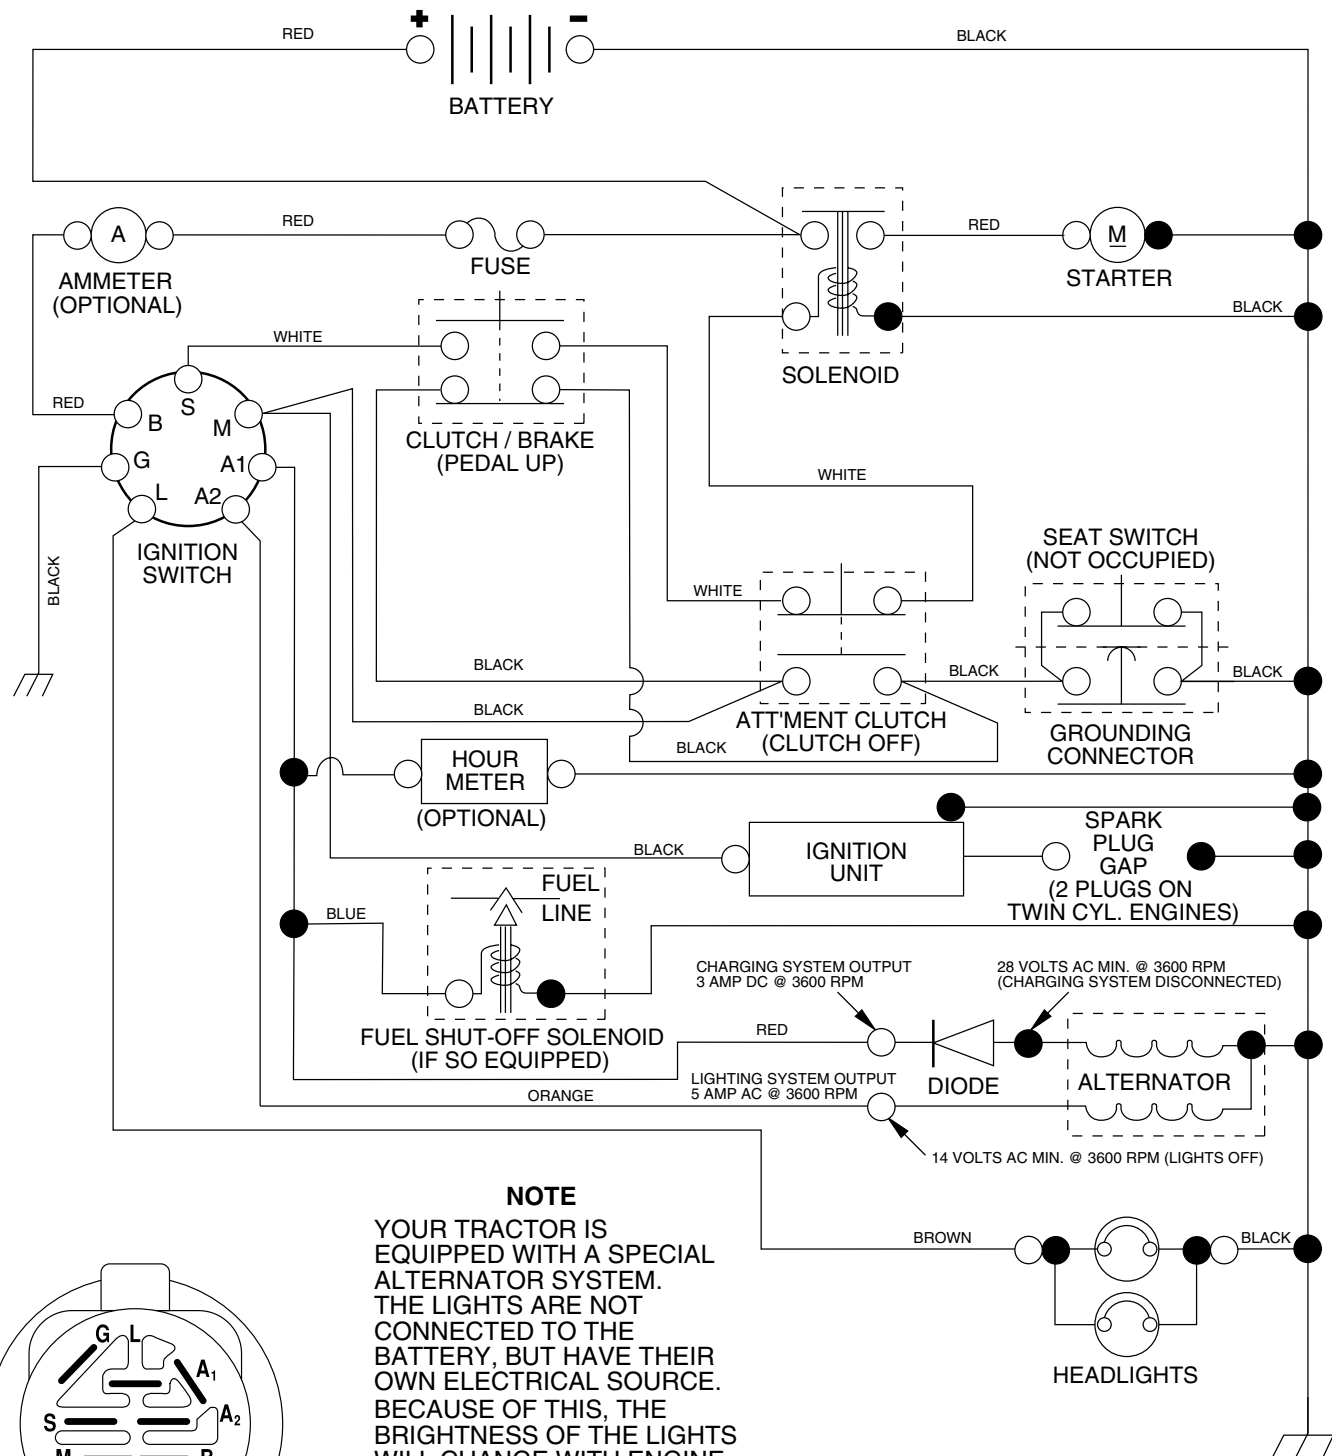 +
-
RED
BLACK
BATTERY
A
RED
RED
M
FUSE
STARTER
AMMETER
(OPTIONAL)
BLACK
WHITE
SOLENOID
RED
S
B
M
CLUTCH / BRAKE
(PEDAL UP)
G
A1
L
A2
WHITE
IGNITION
SWITCH
BLACK
SEAT SWITCH
(NOT OCCUPIED)
WHITE
BLACK
BLACK
BLACK
BLACK
ATT'MENT CLUTCH
(CLUTCH OFF)
BLACK
GROUNDING
CONNECTOR
HOUR
METER
(OPTIONAL)
SPARK
PLUG
GAP
(2 PLUGS ON
TWIN CYL. ENGINES)
BLACK
IGNITION
UNIT
FUEL
LINE
BLUE
CHARGING SYSTEM OUTPUT
3 AMP DC @ 3600 RPM
28 VOLTS AC MIN. @ 3600 RPM
(CHARGING SYSTEM DISCONNECTED)
FUEL SHUT-OFF SOLENOID
(IF SO EQUIPPED)
RED
DIODE
ALTERNATOR
LIGHTING SYSTEM OUTPUT
5 AMP AC @ 3600 RPM
ORANGE
14 VOLTS AC MIN. @ 3600 RPM (LIGHTS OFF)
NOTE
YOUR TRACTOR IS
EQUIPPED WITH A SPECIAL
ALTERNATOR SYSTEM.
THE LIGHTS ARE NOT
CONNECTED TO THE
BATTERY, BUT HAVE THEIR
OWN ELECTRICAL SOURCE.
BECAUSE OF THIS, THE
BRIGHTNESS OF THE LIGHTS
WILL CHANGE WITH ENGINE
BROWN
BLACK
HEADLIGHTS
G
L
A1
S
A2
M
B